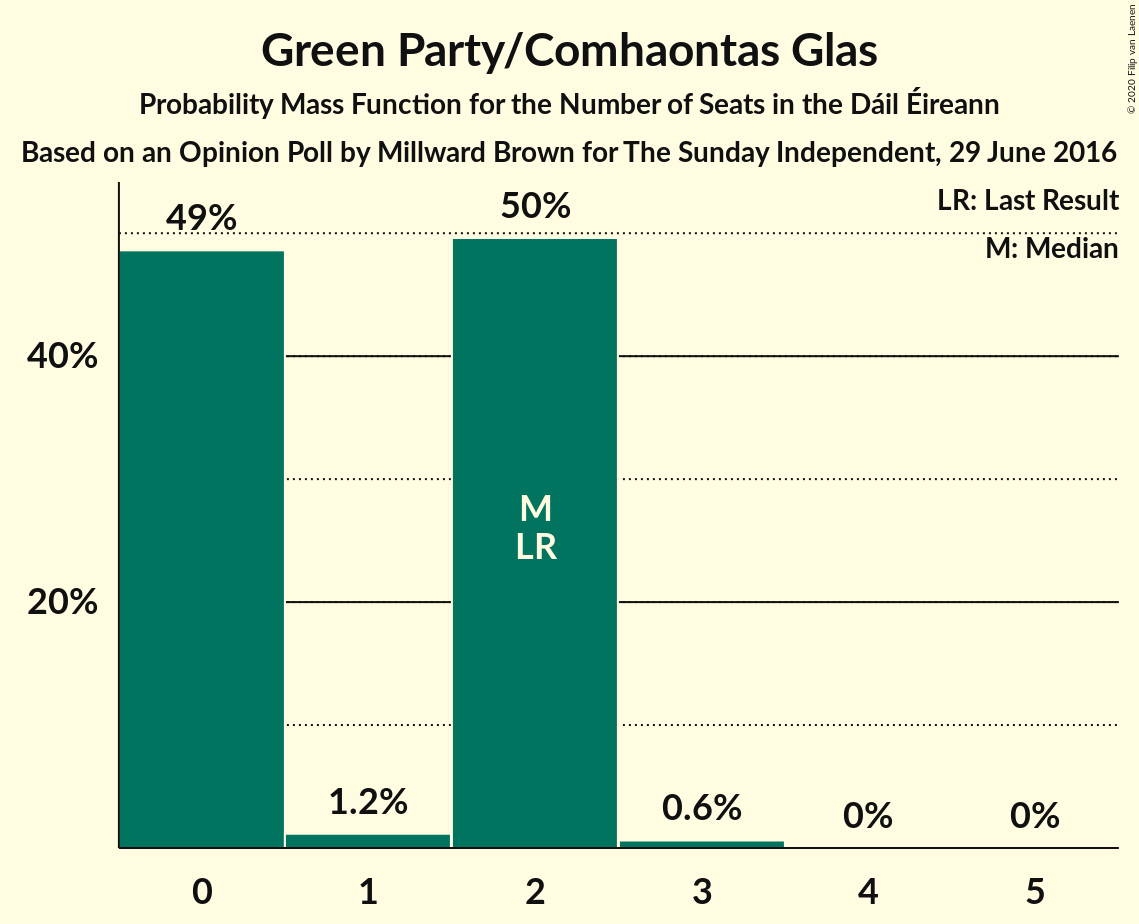 Green Party/Comhaontas Glas
Probability Mass Function for the Number of Seats in the Dáil Éireann
Based on an Opinion Poll by Millward Brown for The Sunday Independent, 29 June 2016
© 2020 Filip van Laenen
LR: Last Result
M: Median
49%
50%
40%
M
LR
20%
1.2%
0.6%
0%
0%
0
1
2
3
4
5